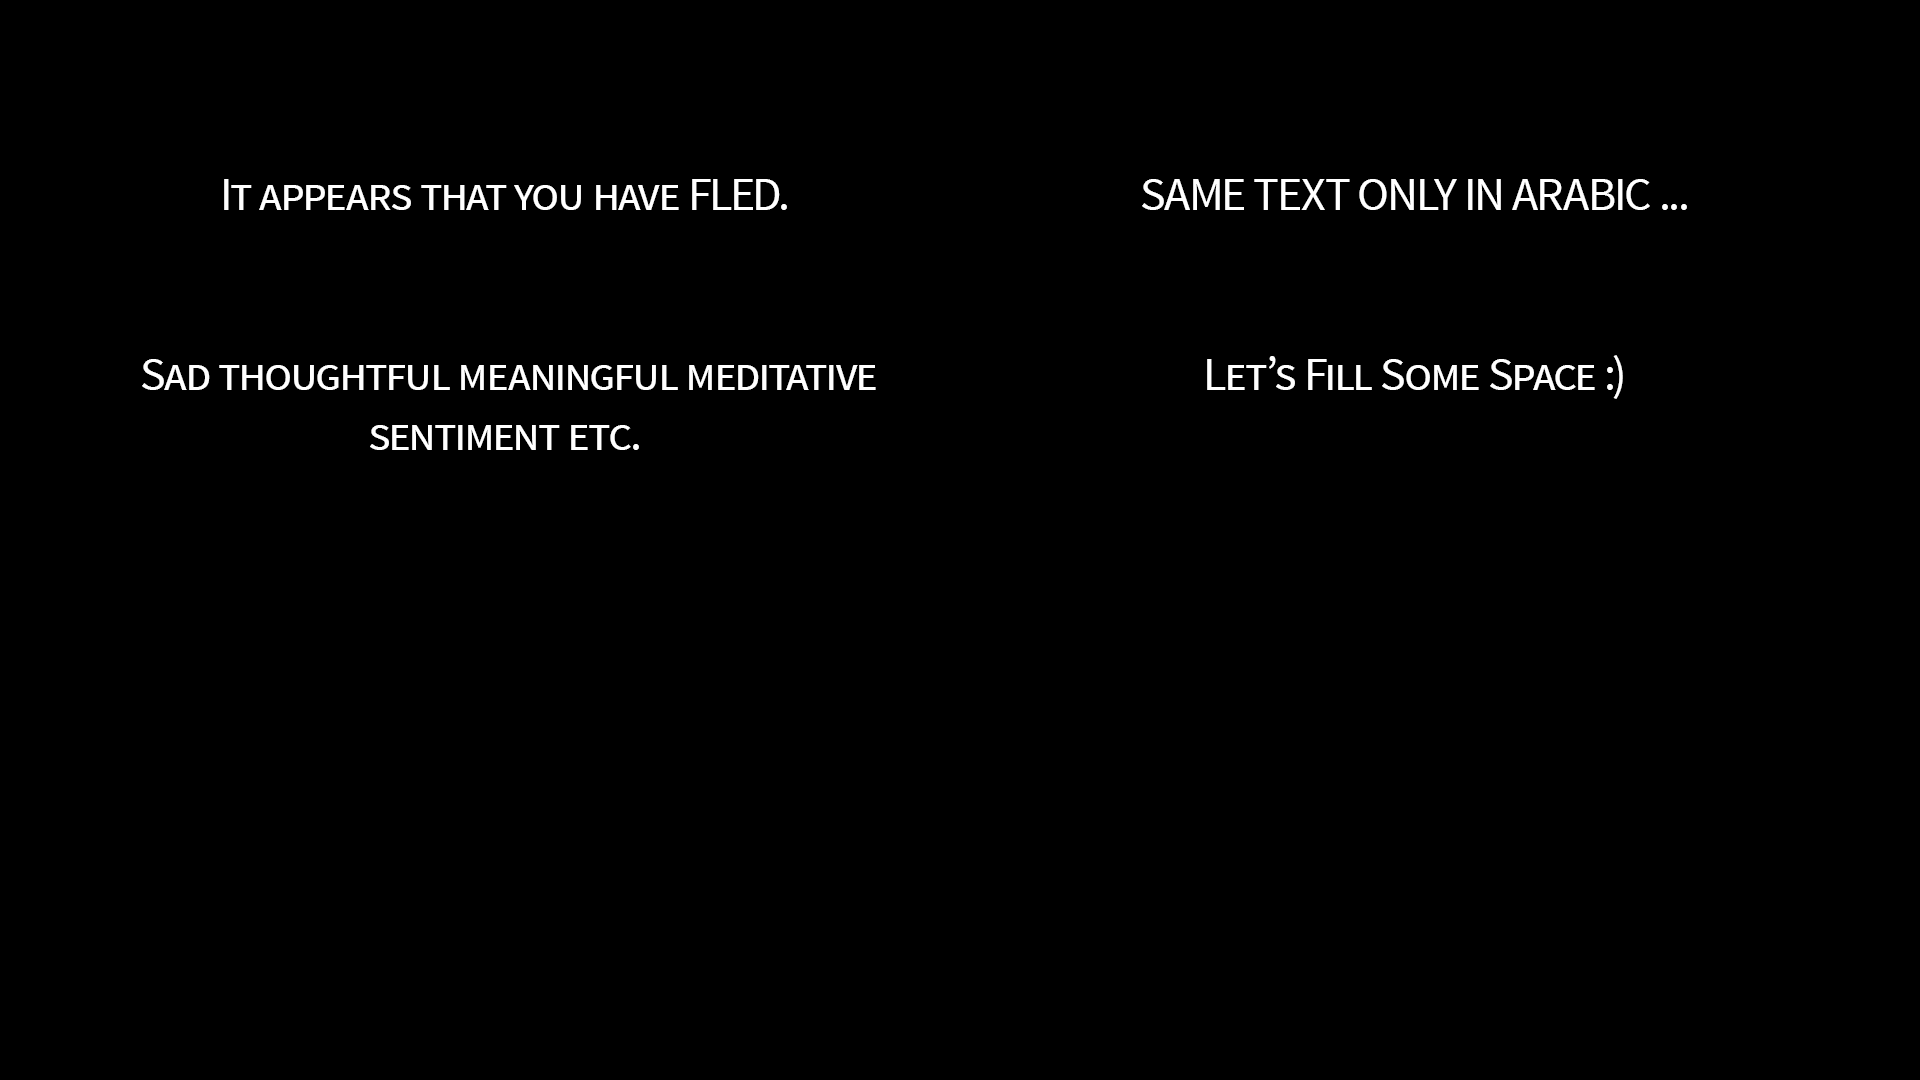 It appears that you have FLED.
SAME TEXT ONLY IN ARABIC ...
Sad thoughtful meaningful meditative
sentiment etc.
Let’s Fill Some Space :)